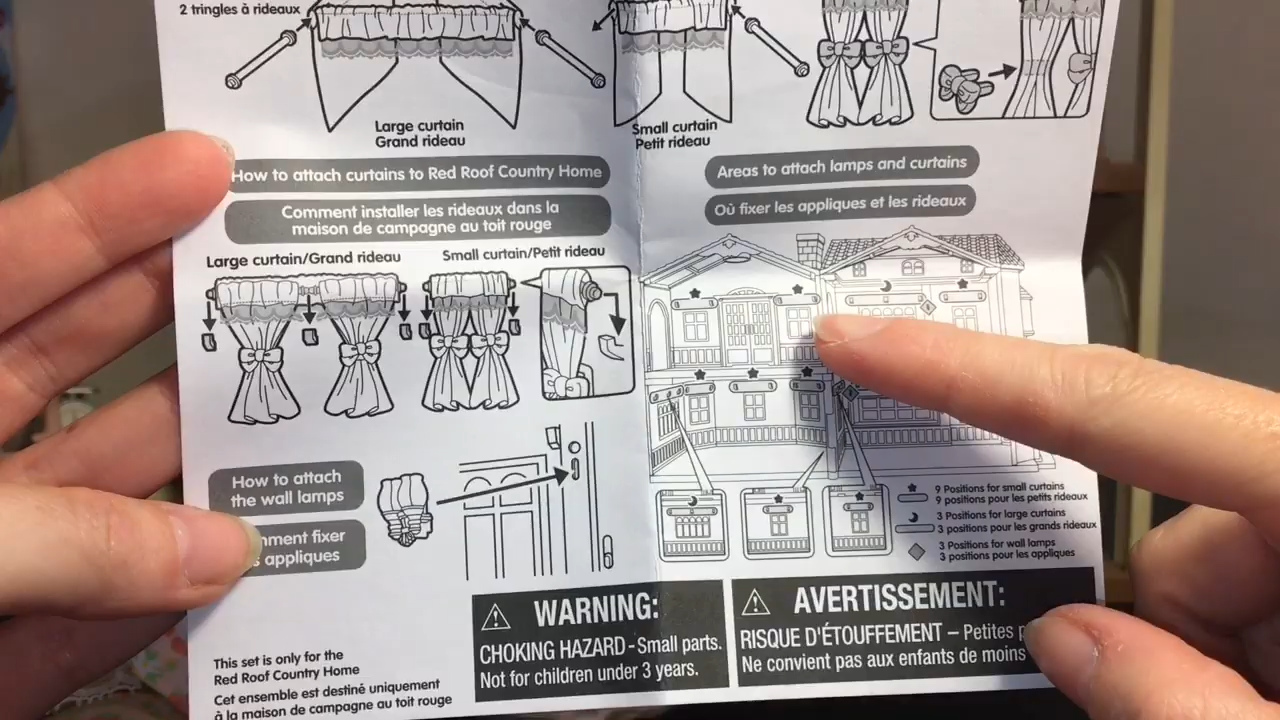 2 tringles à rideaux
Large curtain
Grand rideau
Small curtain
Petit rideau
How to attach curtains to Red Roof Country Home
Comment installer les rideaux dans la
maison de campagne au toit rouge
Large curtain/Grand rideau
Small curtain/Petit rideau
Areas to attach lamps and curtains
Où fixer les appliques et les rideaux
How to attach
the wall lamps
mment fixer
s appliques
9 Positions for small curtains
9 positions pour les petits rideaux
3 Positions for large curtains
3 positions pour les grands rideaux
3 Positions for wall lamps
3 positions pour les appliques
This set is only for the
Red Roof Country Home
Cet ensemble est destiné uniquement
à la maison de campagne au toit rouge
WARNING:
CHOKING HAZARD - Small parts.
Not for children under 3 years.
AVERTISSEMENT:
RISQUE D'ÉTOUFFEMENT – Petites
Ne convient pas aux enfants de moins